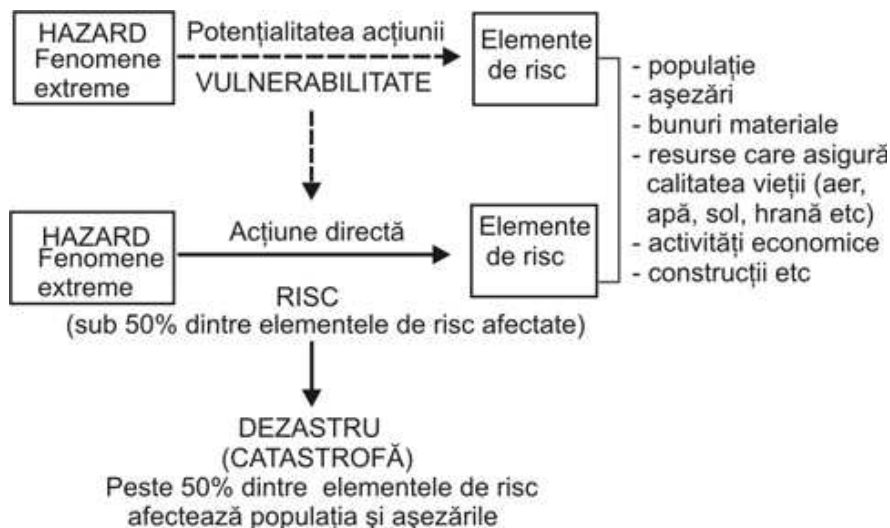 HAZARD
Fenomene
extreme
Potențialitatea acțiunii
VULNERABILITATE
Elemente
de risc
- populație
- așezări
- bunuri materiale
- resurse care asigură
calitatea vieții (aer,
apă, sol, hrană etc)
- activități economice
- construcții etc
HAZARD
Fenomene
extreme
Acțiune directă
Elemente
de risc
RISC
(sub 50% dintre elementele de risc afectate)
DEZASTRU
(CATASTROFĂ)
Peste 50% dintre elementele de risc
afectează populația și așezările